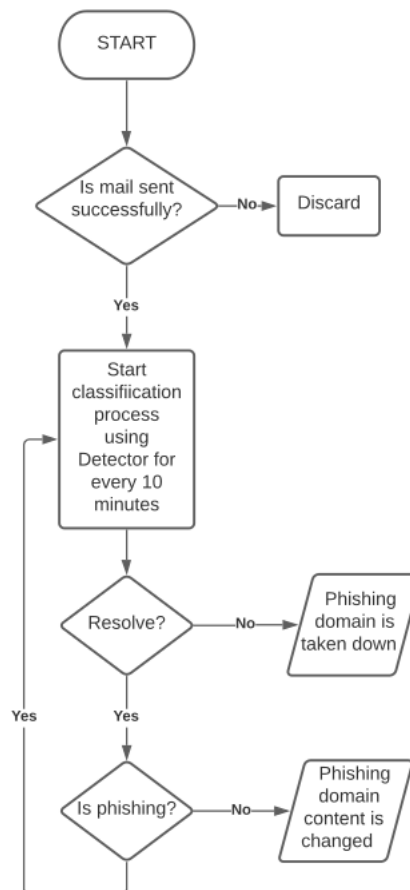 START
Is mail sent
successfully?
No
Discard
Yes
Start
classifiication
process
using
Detector for
every 10
minutes
Resolve?
No
Phishing
domain is
taken down
Yes
Yes
Is phishing?
No
Phishing
domain
content is
changed